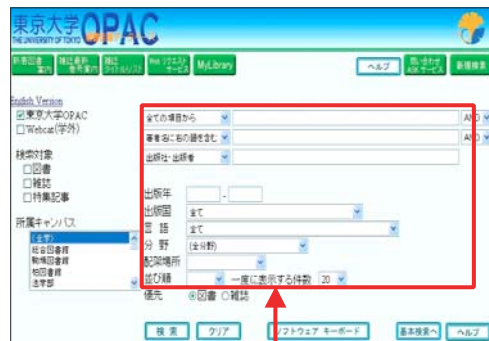 東京大学OPAC
THE UNIVERSITY OF TOKYO
新着図書案内 雑誌最新巻号案内 雑誌タイトルリスト Web リクエストサービス MyLibrary ヘルプ 問い合わせ ASK サービス 新規検索
English Version
東京大学OPAC
Webcat(学外)
全ての項目から AND
著者名に右の語を含む AND
出版社・出版者
検索対象
図書
雑誌
特集記事
出版年 -
出版国 全て
言 語 全て
分 野 (全分野)
配架場所
並び順 一度に表示する件数 20
優先 図書 雑誌
所属キャンパス
(全学)
総合図書館
駒場図書館
柏図書館
法学部
検 索 クリア ソフトウェア キーボード 基本検索へ ヘルプ